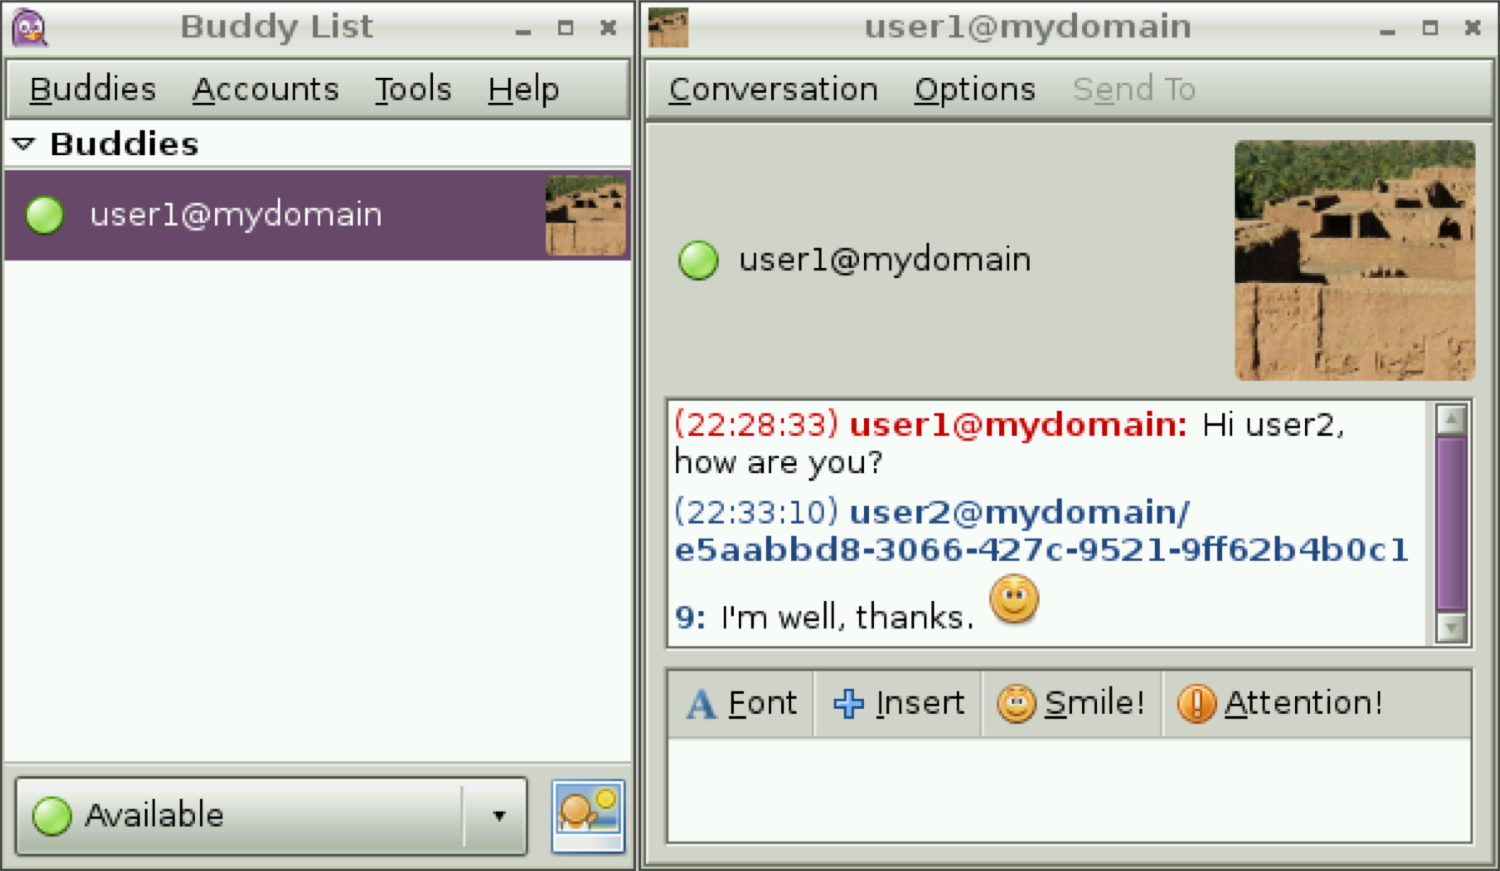 Buddy List
Buddies Accounts Tools Help
Buddies
user1@mydomain
Available
user1@mydomain
Conversation Options Send To
user1@mydomain
(22:28:33) user1@mydomain: Hi user2,
how are you?
(22:33:10) user2@mydomain/
e5aabbd8-3066-427c-9521-9ff62b4b0c1
9: I'm well, thanks.
Font Insert Smile! Attention!